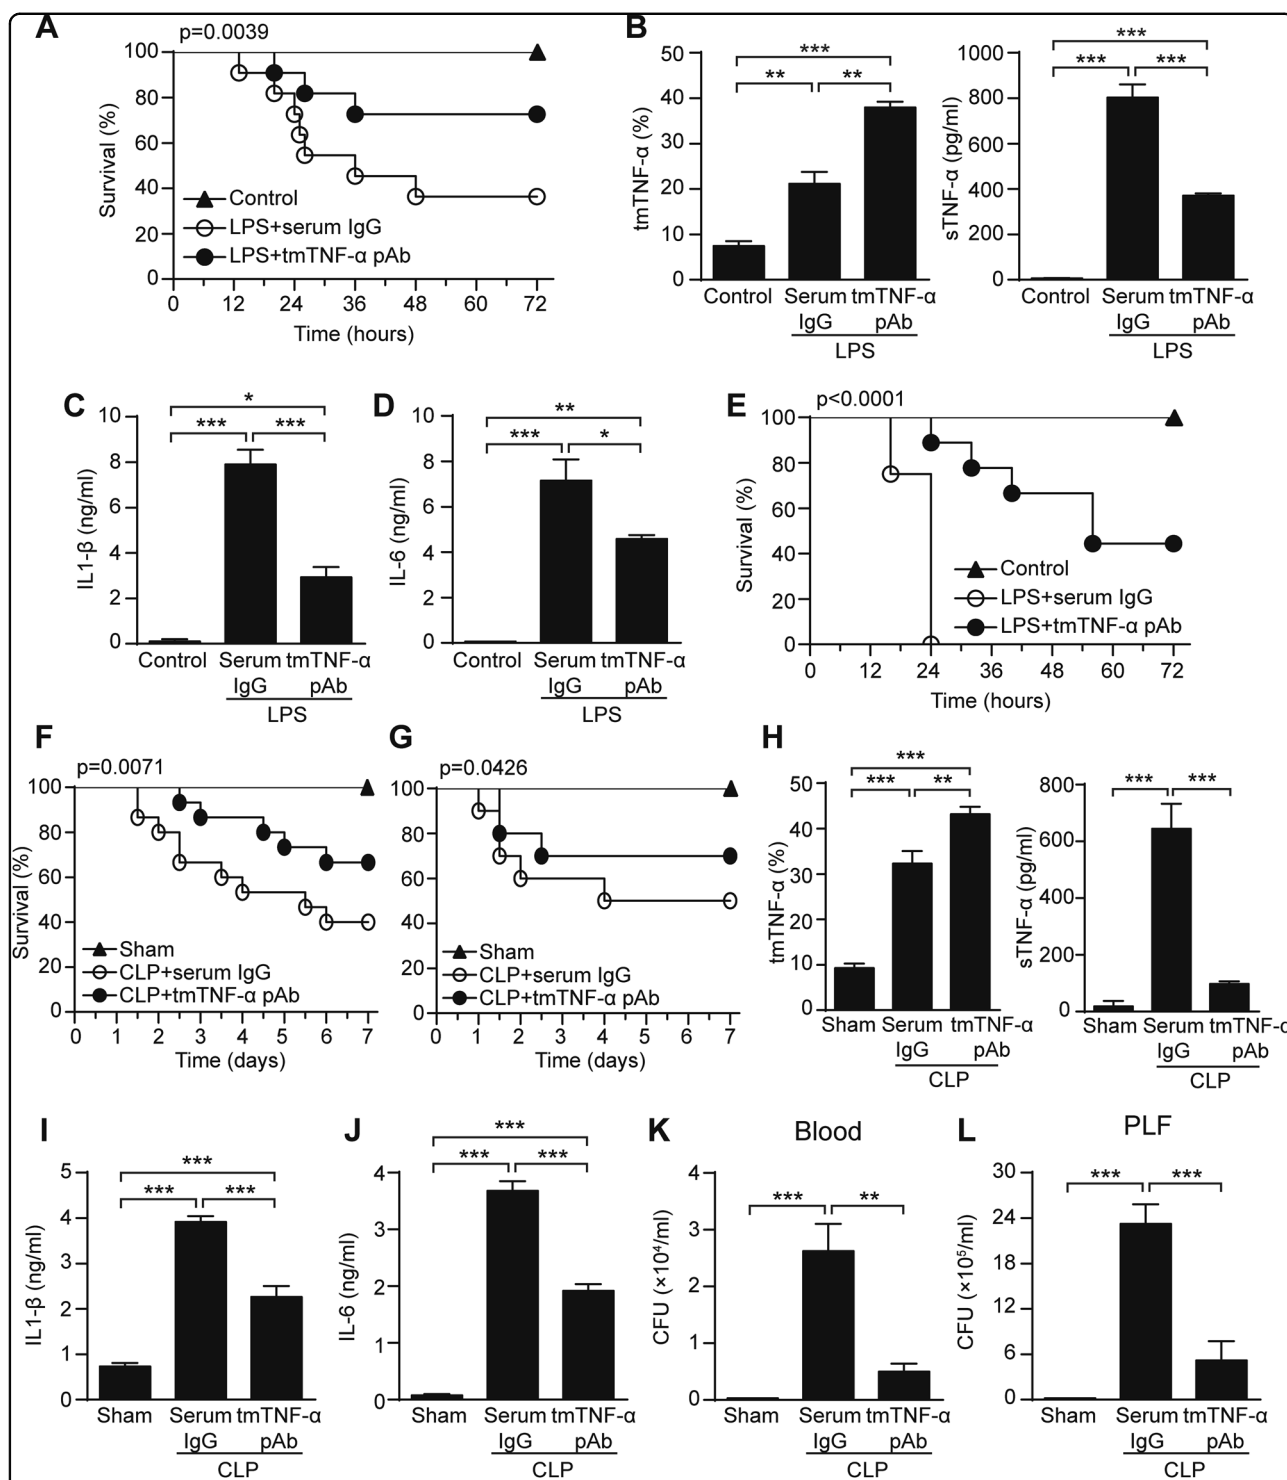 A
p=0.0039
100
80
60
40
20
0
Survival (%)
Control
LPS+serum IgG
LPS+tmTNF-α pAb
0 12 24 36 48 60 72
Time (hours)
B
50
40
30
20
10
0
tmTNF-α (%)
***
** **
Control Serum tmTNF-α
IgG pAb
LPS
1000
800
600
400
200
0
sTNF-α (pg/ml)
***
*** ***
Control Serum tmTNF-α
IgG pAb
LPS
C
10
8
6
4
2
0
IL1-β (ng/ml)
*
*** ***
Control Serum tmTNF-α
IgG pAb
LPS
D
10
8
6
4
2
0
IL-6 (ng/ml)
**
*** *
Control Serum tmTNF-α
IgG pAb
LPS
E
p<0.0001
100
80
60
40
20
0
Survival (%)
Control
LPS+serum IgG
LPS+tmTNF-α pAb
0 12 24 36 48 60 72
Time (hours)
F
p=0.0071
100
80
60
40
20
0
Survival (%)
Sham
CLP+serum IgG
CLP+tmTNF-α pAb
0 1 2 3 4 5 6 7
Time (days)
G
p=0.0426
100
80
60
40
20
0
Sham
CLP+serum IgG
CLP+tmTNF-α pAb
0 1 2 3 4 5 6 7
Time (days)
H
50
40
30
20
10
0
tmTNF-α (%)
***
*** **
Sham Serum tmTNF-α
IgG pAb
CLP
800
600
400
200
0
sTNF-α (pg/ml)
*** ***
Sham Serum tmTNF-α
IgG pAb
CLP
I
5
4
3
2
1
0
IL1-β (ng/ml)
***
*** ***
Sham Serum tmTNF-α
IgG pAb
CLP
J
4
3
2
1
0
IL-6 (ng/ml)
***
*** ***
Sham Serum tmTNF-α
IgG pAb
CLP
K
Blood
4
3
2
1
0
CFU (×10⁴/ml)
*** **
Sham Serum tmTNF-α
IgG pAb
CLP
L
PLF
30
24
18
12
6
0
CFU (×10⁵/ml)
*** ***
Sham Serum tmTNF-α
IgG pAb
CLP